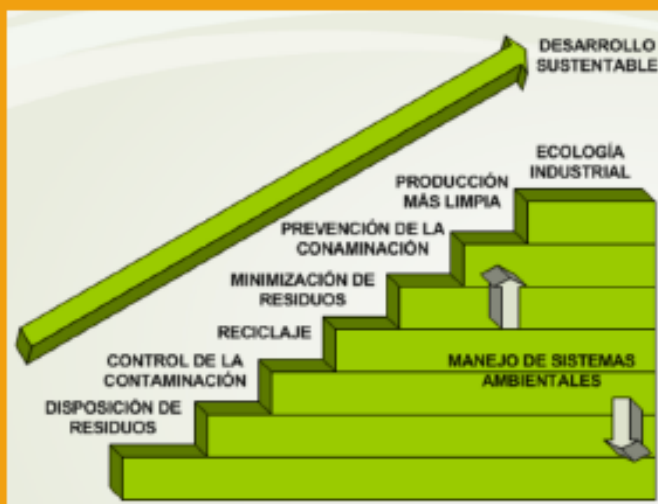 DESARROLLO
SUSTENTABLE
ECOLOGÍA
INDUSTRIAL
PRODUCCIÓN
MÁS LIMPIA
PREVENCIÓN DE LA
CONAMINACIÓN
MINIMIZACIÓN DE
RESIDUOS
RECICLAJE
CONTROL DE LA
CONTAMINACIÓN
MANEJO DE SISTEMAS
AMBIENTALES
DISPOSICIÓN DE
RESIDUOS